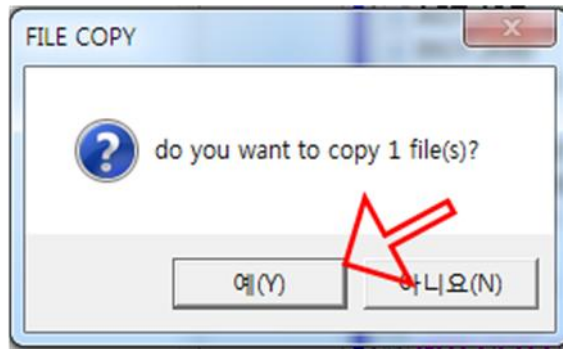 FILE COPY
do you want to copy 1 file(s)?
예(Y)
아니요(N)